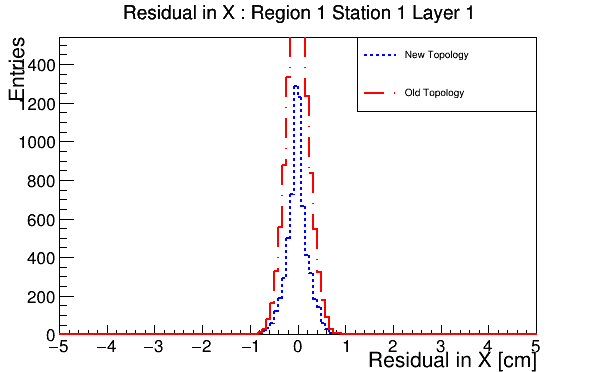 Residual in X : Region 1 Station 1 Layer 1
Entries
New Topology
Old Topology
400
1200
1000
800
600
400
200
0
−5 −4 −3 −2 −1 0 1 2 3 4 5
Residual in X [cm]